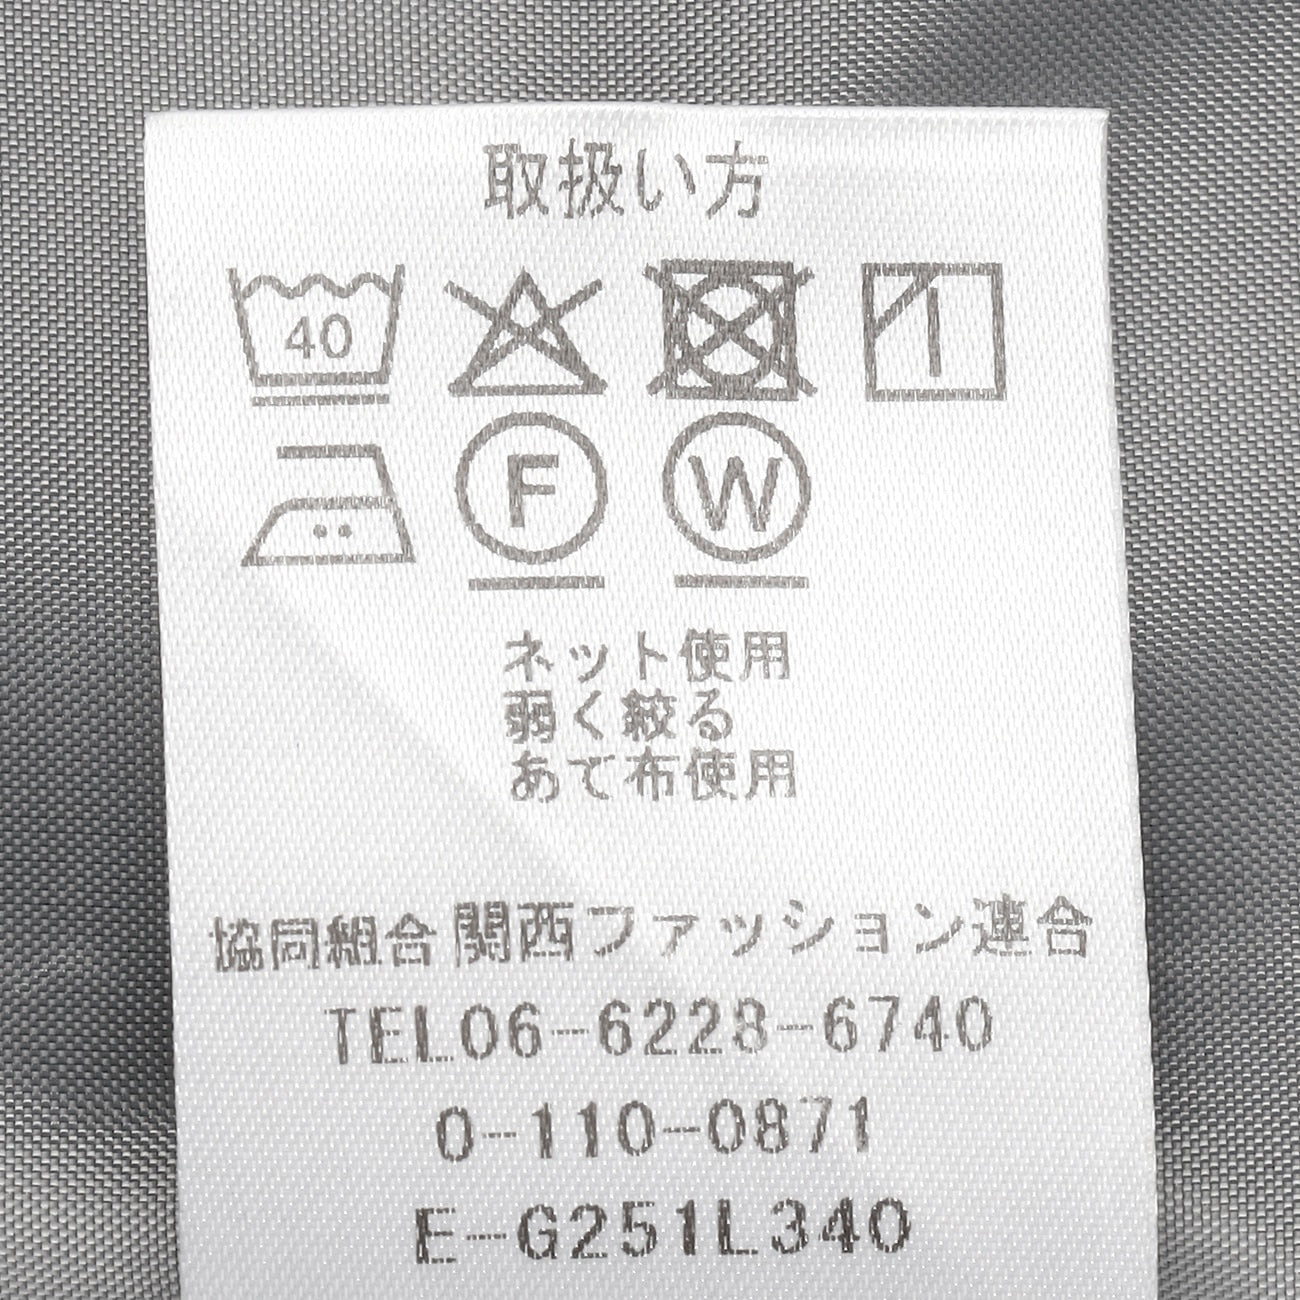 取扱い方
40
F W
ネット使用
弱く絞る
あて布使用
協同組合関西ファッション連合
TEL06-6228-6740
0-110-0871
E-G251L340